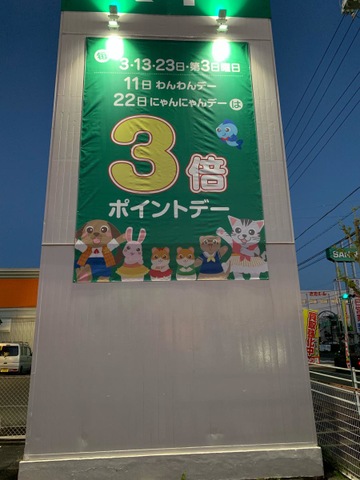 毎月 3・13・23日・第3日曜日
11日 わんわんデー
22日 にゃんにゃんデー は
3倍
ポイントデー